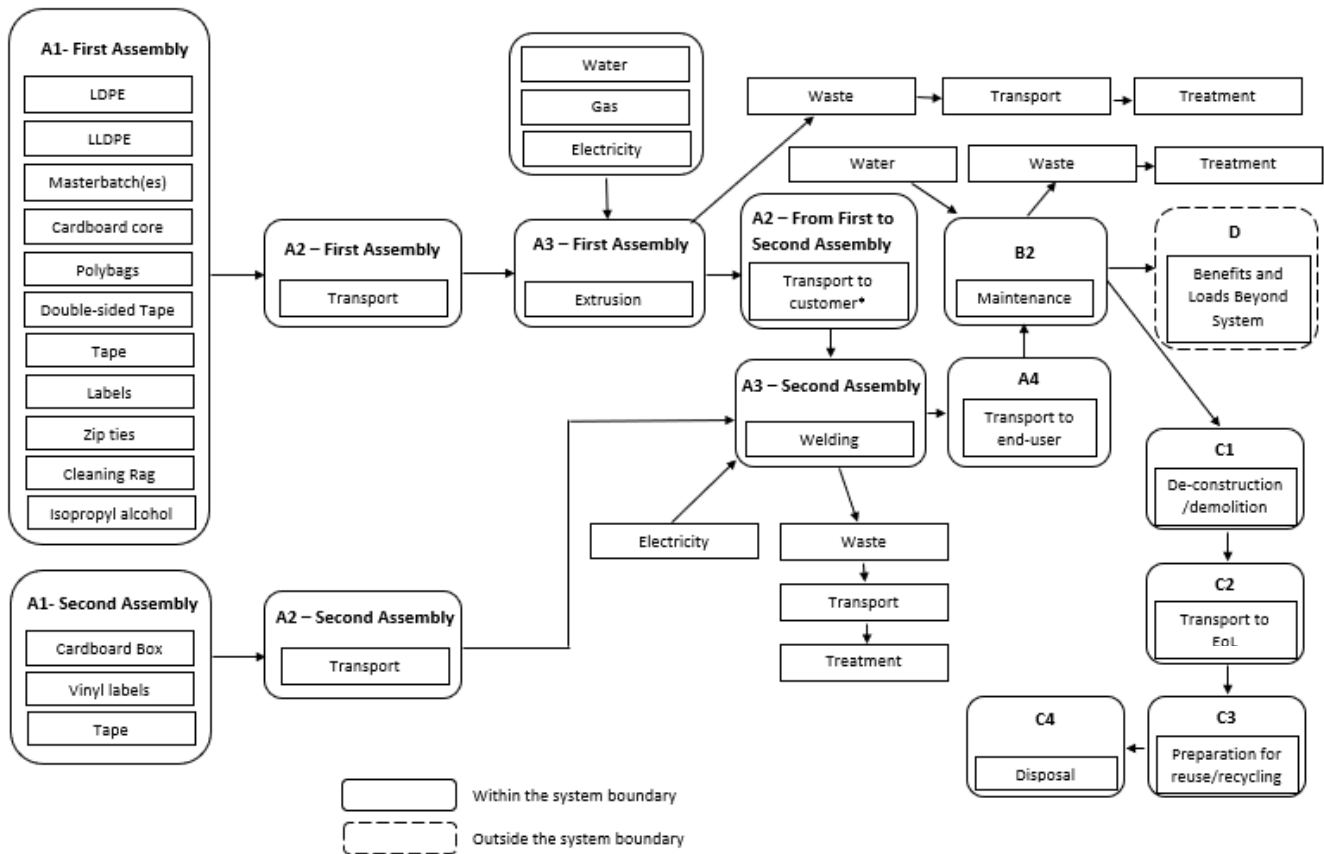 A1- First Assembly
LDPE
LLDPE
Masterbatch(es)
Cardboard core
Polybags
Double-sided Tape
Tape
Labels
Zip ties
Cleaning Rag
Isopropyl alcohol
A1- Second Assembly
Cardboard Box
Vinyl labels
Tape
A2 – First Assembly
Transport
A2 – Second Assembly
Transport
Water
Gas
Electricity
A3 – First Assembly
Extrusion
Waste
Transport
Treatment
Water
Waste
Treatment
A2 – From First to
Second Assembly
Transport to
customer*
B2
Maintenance
D
Benefits and
Loads Beyond
System
A3 – Second Assembly
Welding
A4
Transport to
end-user
Electricity
Waste
Transport
Treatment
C1
De-construction
/demolition
C2
Transport to
EoL
C3
Preparation for
reuse/recycling
C4
Disposal
Within the system boundary
Outside the system boundary